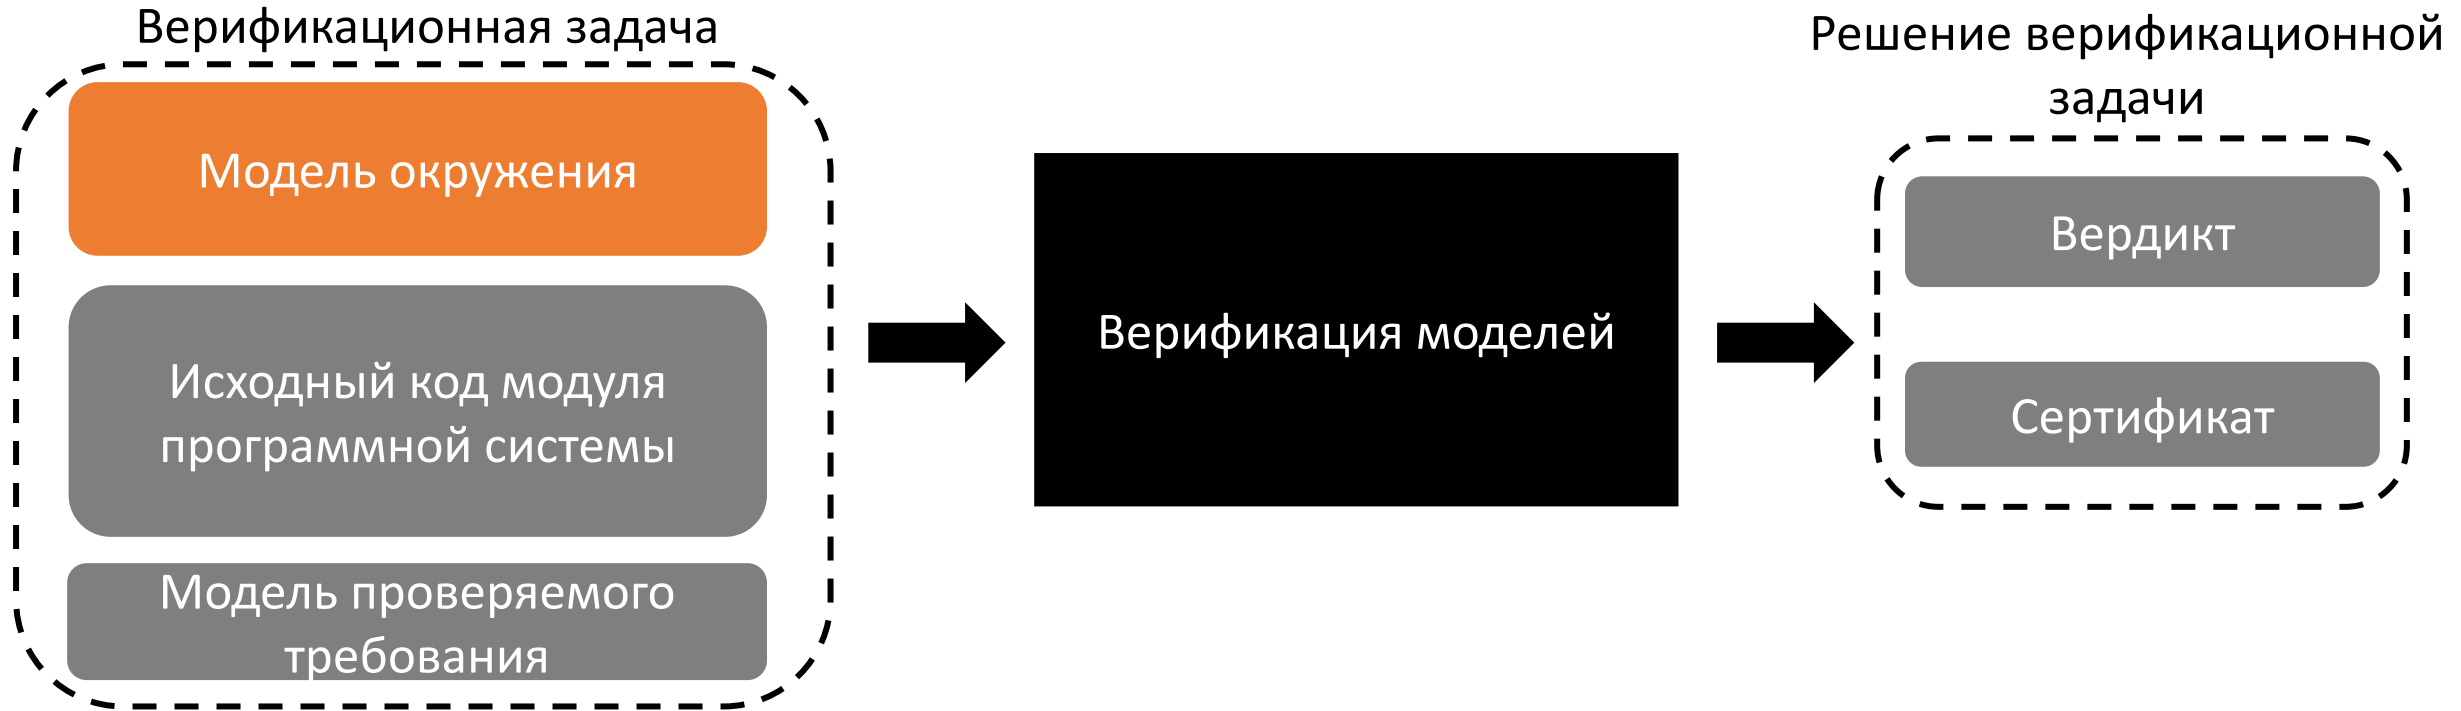 Верификационная задача
Модель окружения
Исходный код модуля
программной системы
Модель проверяемого
требования
Верификация моделей
Решение верификационной
задачи
Вердикт
Сертификат